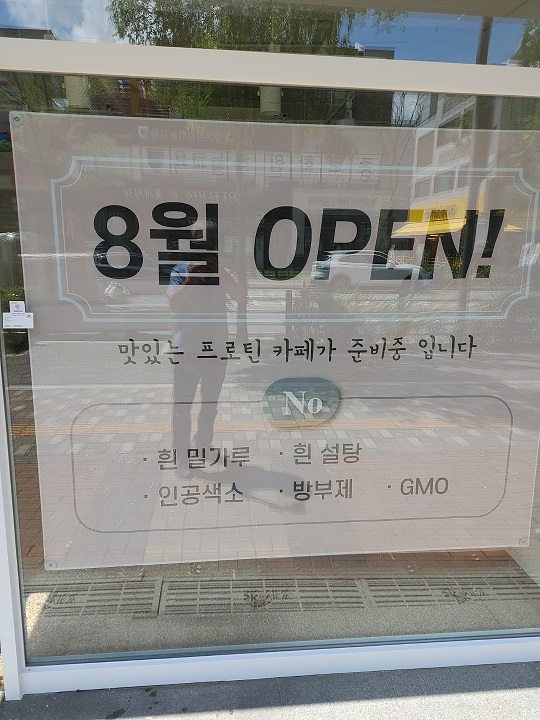 8월 OPEN!
맛있는 프로틴 카페가 준비중 입니다
No
· 흰 밀가루 · 흰 설탕
· 인공색소 · 방부제 · GMO